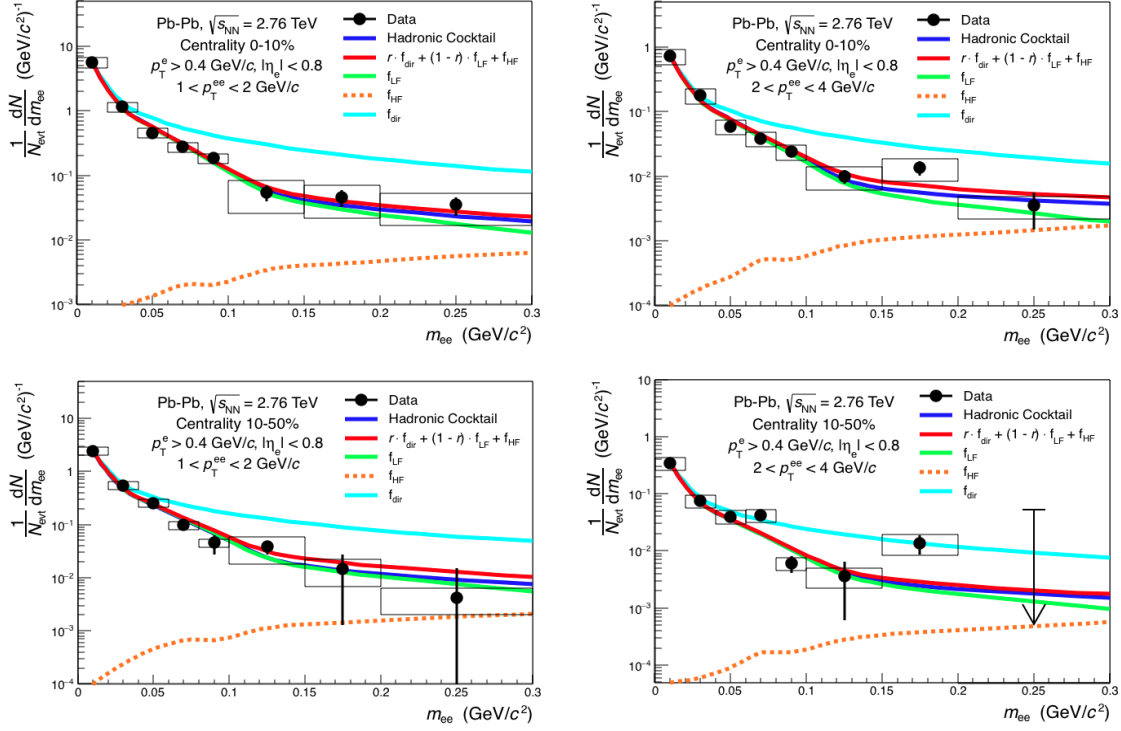 Pb-Pb, √sNN = 2.76 TeV
Centrality 0-10%
pTe > 0.4 GeV/c, |ηe| < 0.8
1 < pTee < 2 GeV/c
Data
Hadronic Cocktail
r · fdir + (1 - r) · fLF + fHF
fLF
fHF
fdir
1/Nevt dN/dmee (GeV/c²)-1
10
1
10-1
10-2
10-3
0 0.05 0.1 0.15 0.2 0.25 0.3
mee (GeV/c²)
Pb-Pb, √sNN = 2.76 TeV
Centrality 0-10%
pTe > 0.4 GeV/c, |ηe| < 0.8
2 < pTee < 4 GeV/c
Data
Hadronic Cocktail
r · fdir + (1 - r) · fLF + fHF
fLF
fHF
fdir
1/Nevt dN/dmee (GeV/c²)-1
1
10-1
10-2
10-3
10-4
0 0.05 0.1 0.15 0.2 0.25 0.3
mee (GeV/c²)
Pb-Pb, √sNN = 2.76 TeV
Centrality 10-50%
pTe > 0.4 GeV/c, |ηe| < 0.8
1 < pTee < 2 GeV/c
Data
Hadronic Cocktail
r · fdir + (1 - r) · fLF + fHF
fLF
fHF
fdir
1/Nevt dN/dmee (GeV/c²)-1
10
1
10-1
10-2
10-3
10-4
0 0.05 0.1 0.15 0.2 0.25 0.3
mee (GeV/c²)
Pb-Pb, √sNN = 2.76 TeV
Centrality 10-50%
pTe > 0.4 GeV/c, |ηe| < 0.8
2 < pTee < 4 GeV/c
Data
Hadronic Cocktail
r · fdir + (1 - r) · fLF + fHF
fLF
fHF
fdir
1/Nevt dN/dmee (GeV/c²)-1
10
1
10-1
10-2
10-3
10-4
0 0.05 0.1 0.15 0.2 0.25 0.3
mee (GeV/c²)